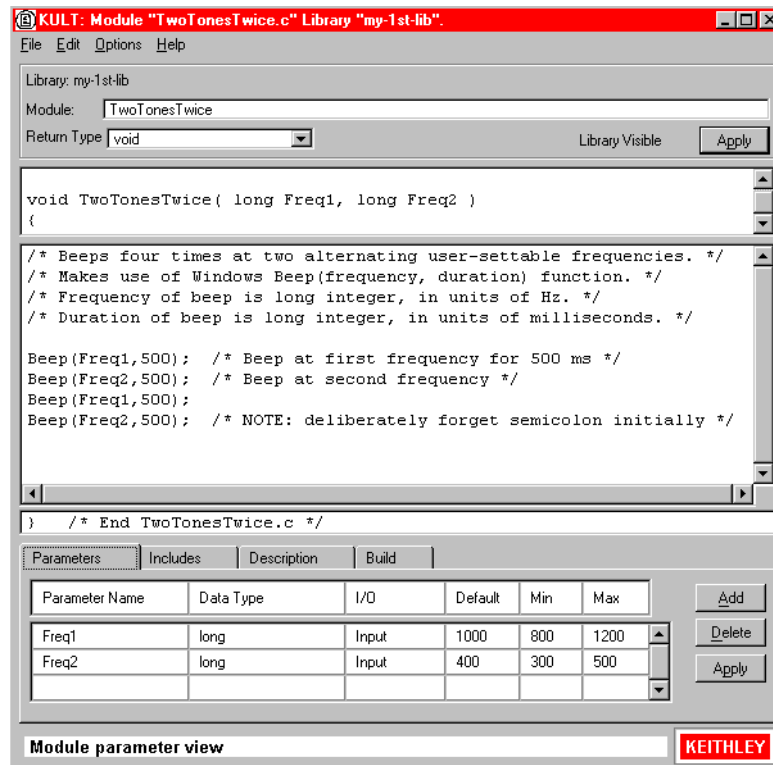 KULT: Module "TwoTonesTwice.c" Library "my-1st-lib".
File Edit Options Help
Library: my-1st-lib
Module: TwoTonesTwice
Return Type void Library Visible Apply
void TwoTonesTwice( long Freq1, long Freq2 )
{
/* Beeps four times at two alternating user-settable frequencies. */
/* Makes use of Windows Beep(frequency, duration) function. */
/* Frequency of beep is long integer, in units of Hz. */
/* Duration of beep is long integer, in units of milliseconds. */
Beep(Freq1,500); /* Beep at first frequency for 500 ms */
Beep(Freq2,500); /* Beep at second frequency */
Beep(Freq1,500);
Beep(Freq2,500); /* NOTE: deliberately forget semicolon initially */
} /* End TwoTonesTwice.c */
Parameters Includes Description Build
Parameter Name Data Type I/O Default Min Max Add
Freq1 long Input 1000 800 1200 Delete
Freq2 long Input 400 300 500 Apply
Module parameter view KEITHLEY